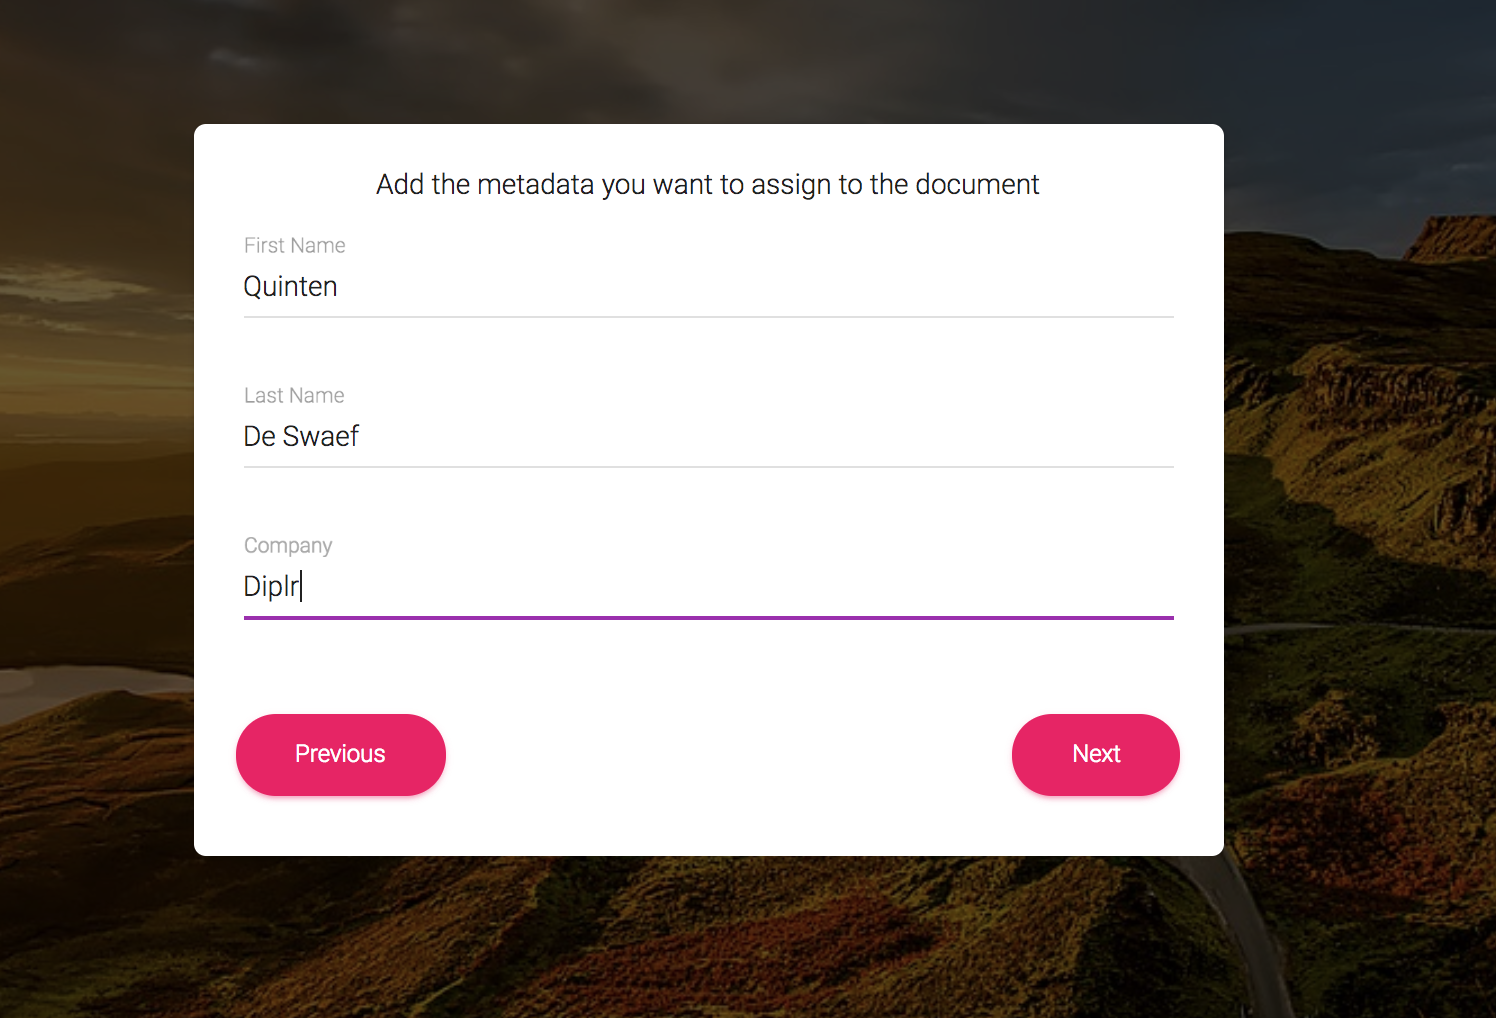 Add the metadata you want to assign to the document
First Name
Quinten
Last Name
De Swaef
Company
Diplr
Previous
Next